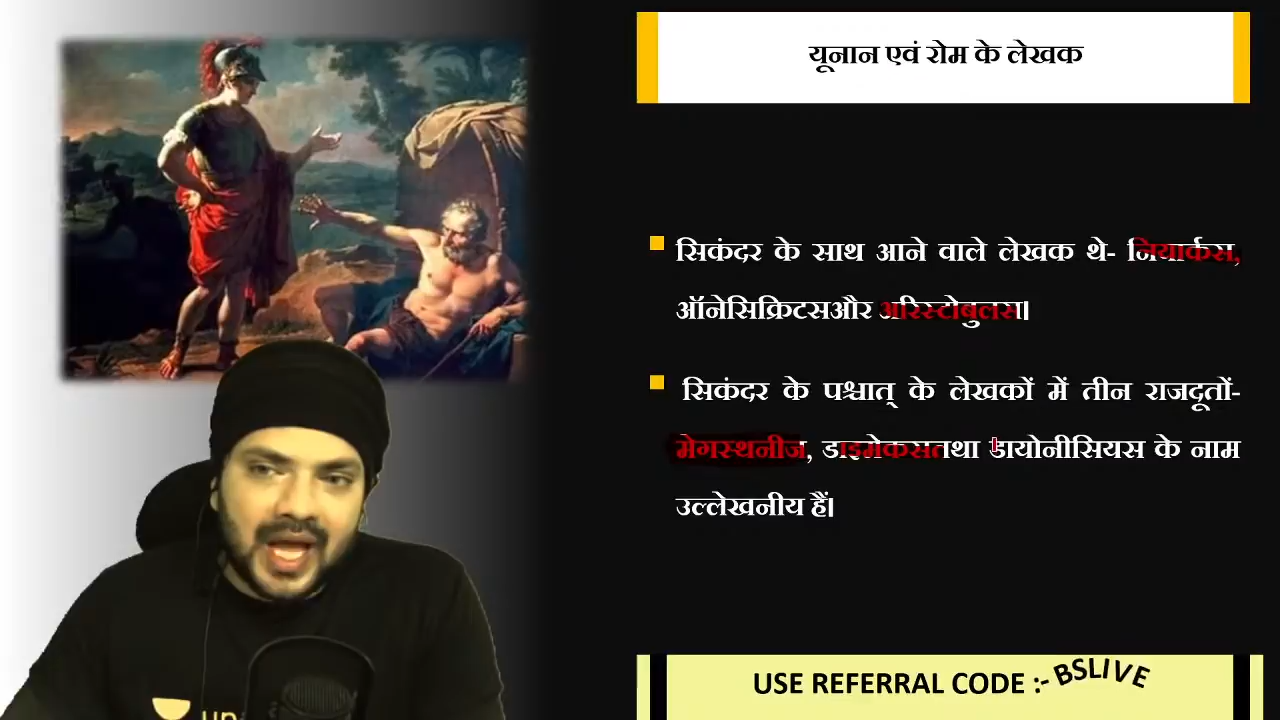 यूनान एवं रोम के लेखक
सिकंदर के साथ आने वाले लेखक थे- नियार्कस,
ऑनेसिक्रिटसऔर अरिस्टोबुलस।
सिकंदर के पश्चात् के लेखकों में तीन राजदूतों-
मेगस्थनीज, डाइमेकसतथा डायोनीसियस के नाम
उल्लेखनीय हैं।
USE REFERRAL CODE :- BSLIVE